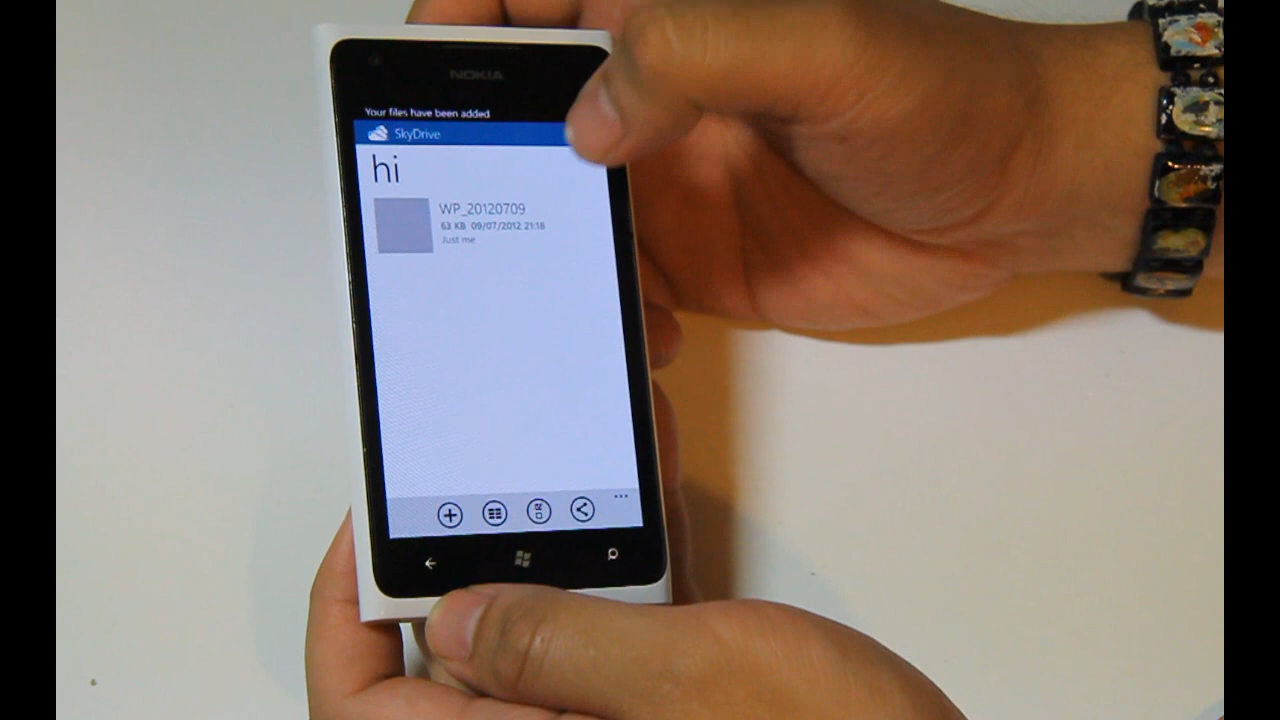 NOKIA
Your files have been added
SkyDrive
hi
WP_20120709
63 KB 09/07/2012 21:18
Just me